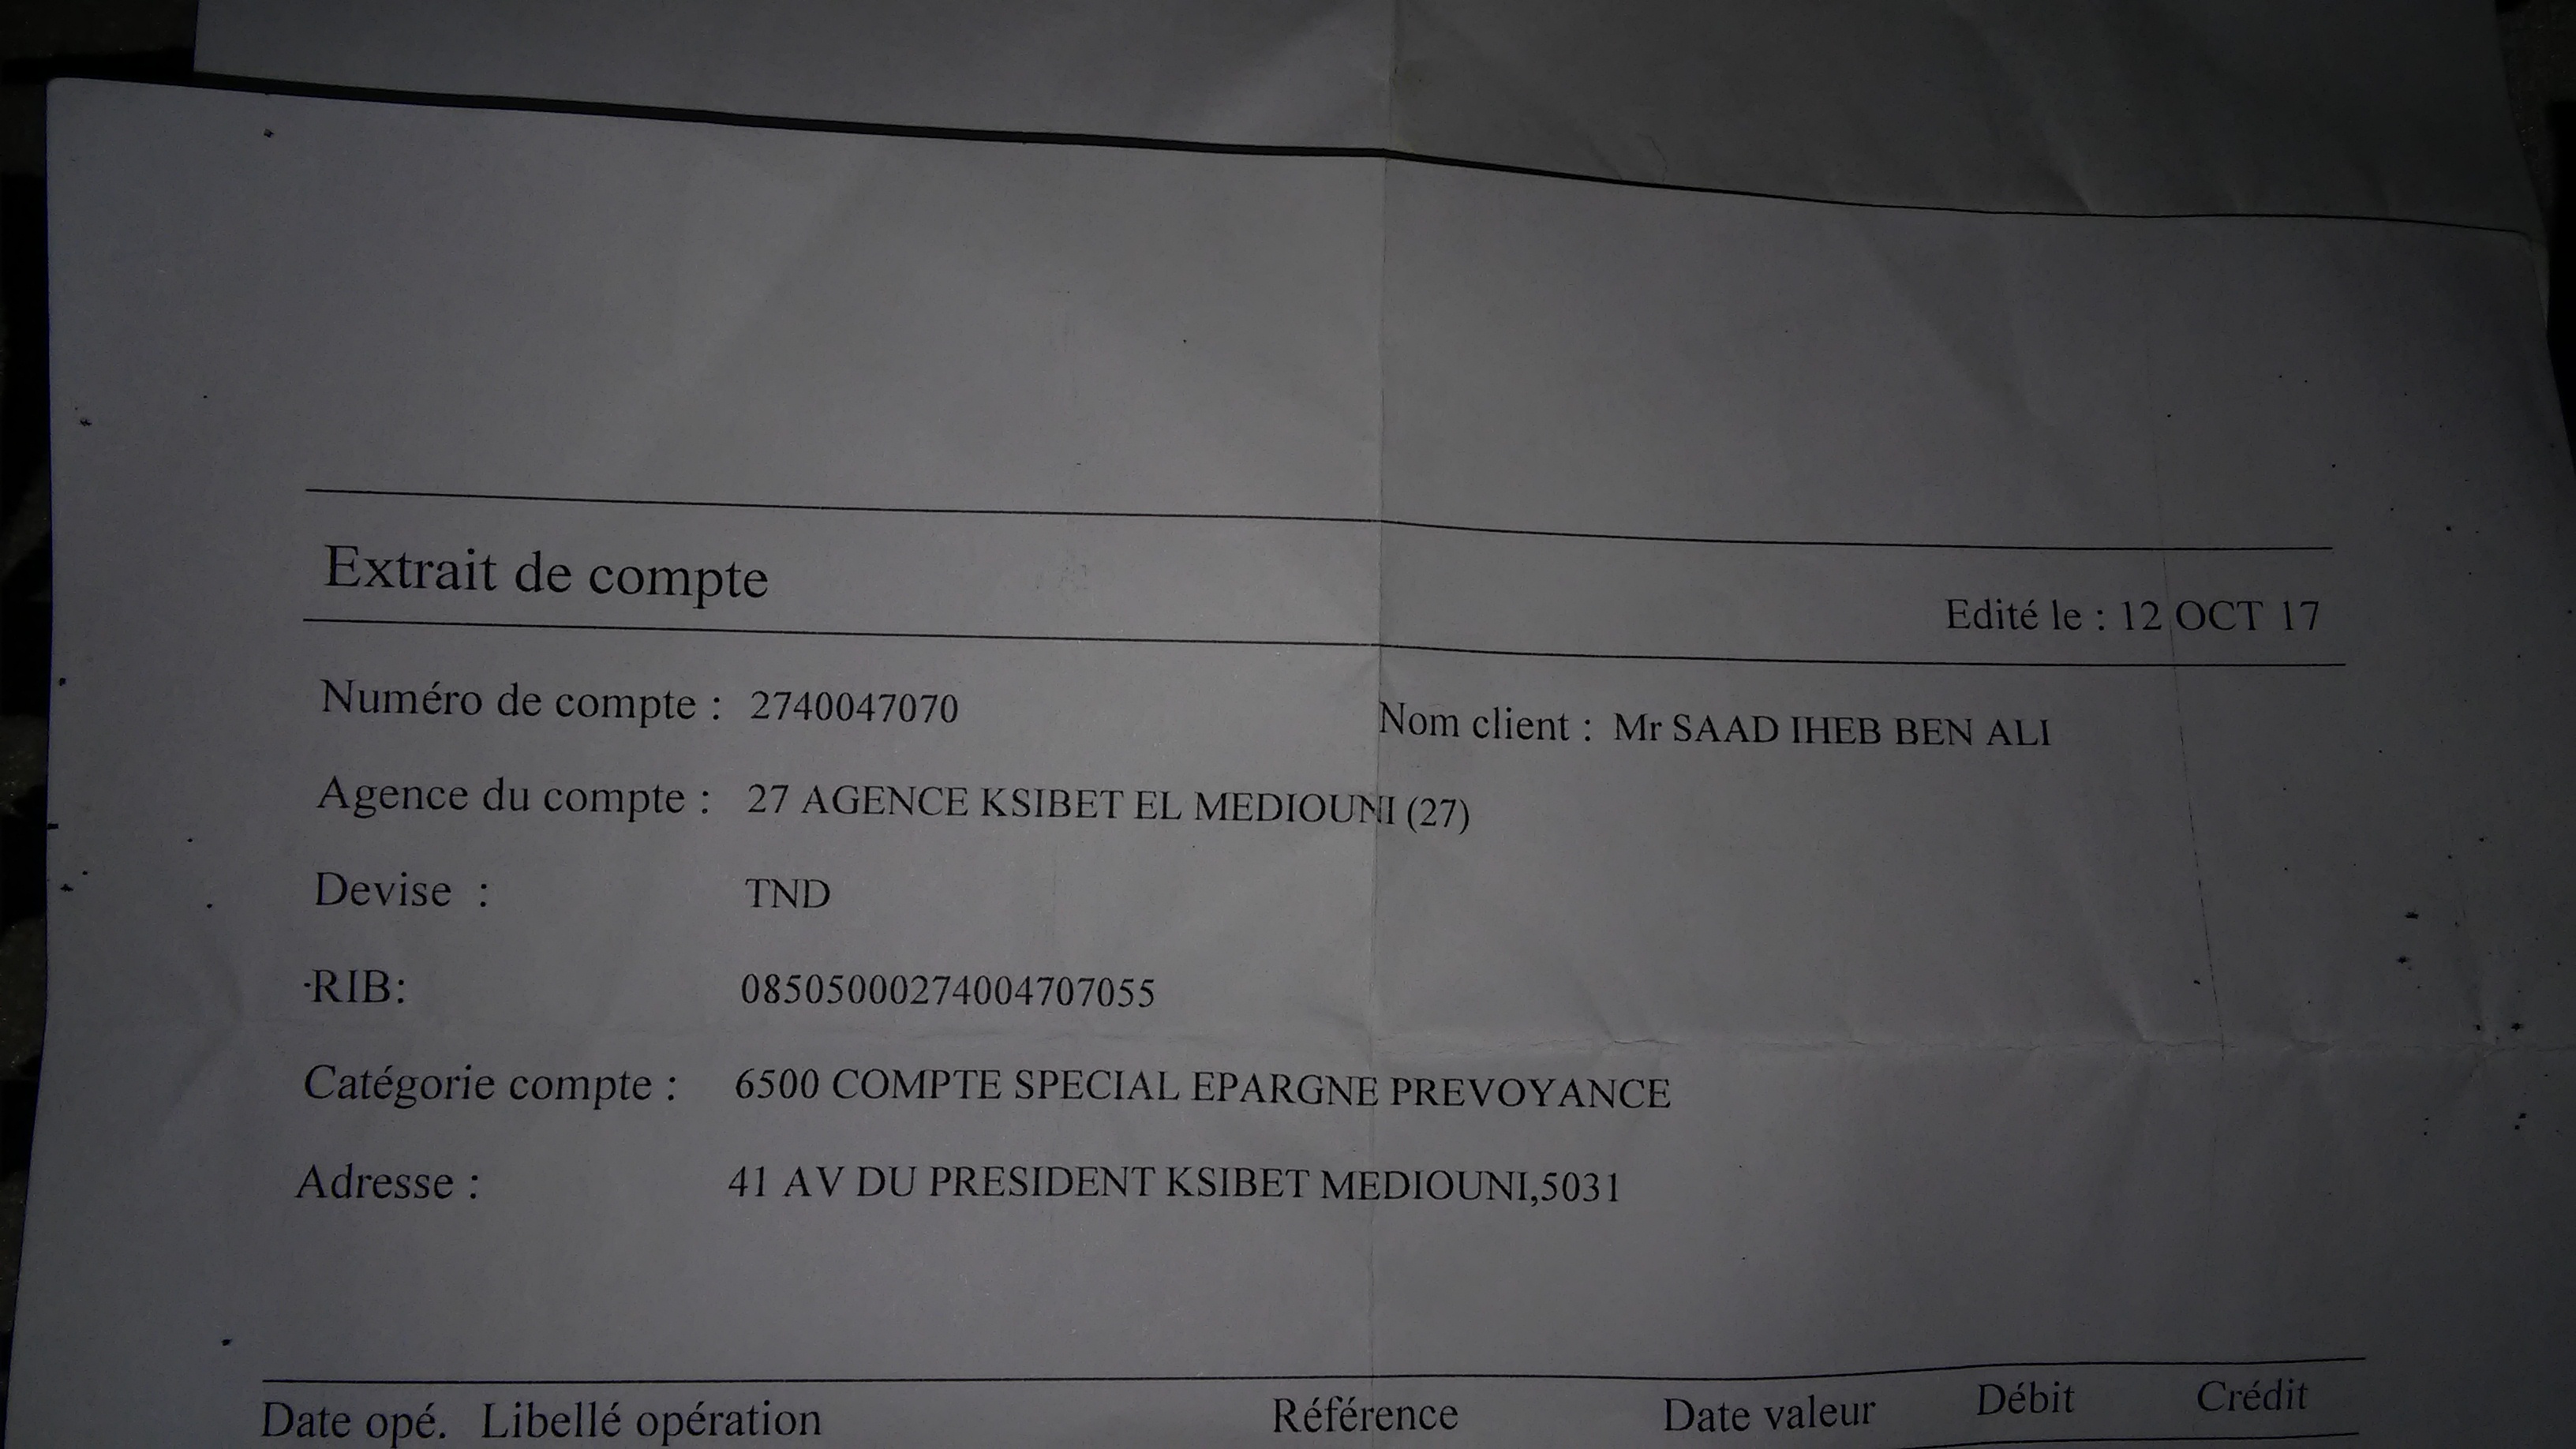 Extrait de compte
Edité le : 12 OCT 17
Numéro de compte : 2740047070
Nom client : Mr SAAD IHEB BEN ALI
Agence du compte : 27 AGENCE KSIBET EL MEDIOUNI (27)
Devise : TND
RIB: 08505000274004707055
Catégorie compte : 6500 COMPTE SPECIAL EPARGNE PREVOYANCE
Adresse : 41 AV DU PRESIDENT KSIBET MEDIOUNI,5031
Date opé. Libellé opération Référence Date valeur Débit Crédit